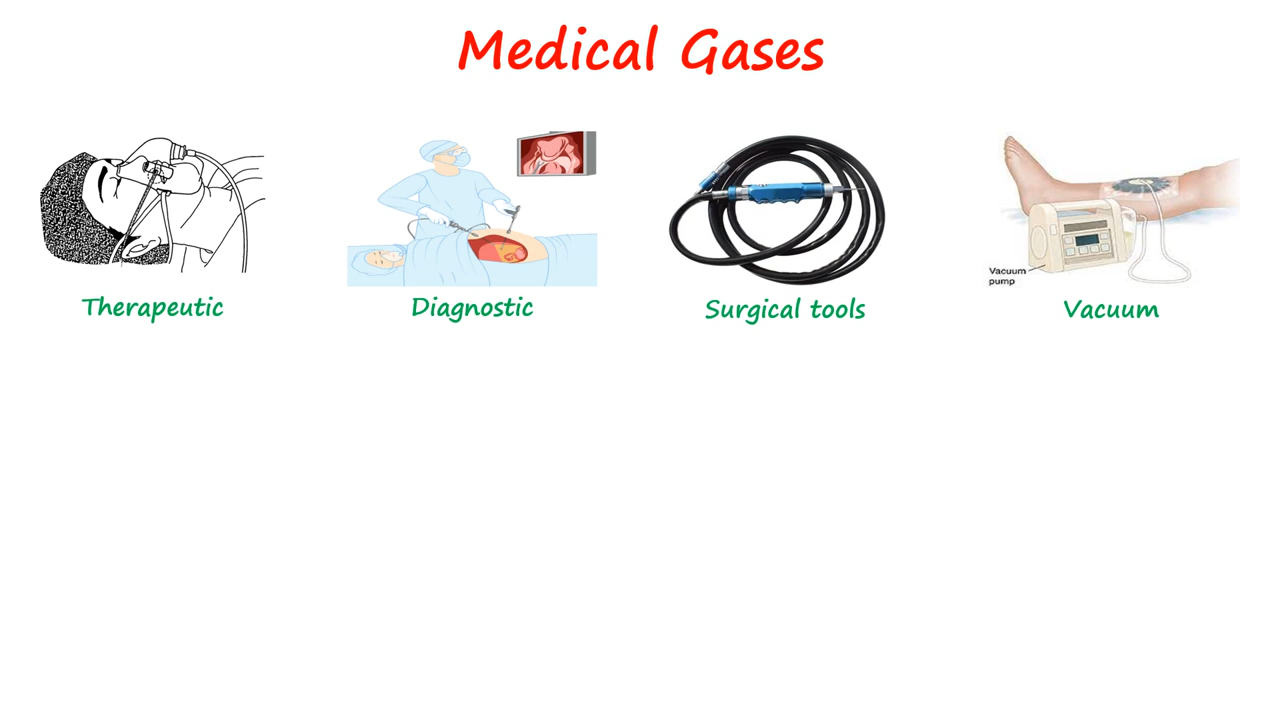 Medical Gases
Therapeutic
Diagnostic
Surgical tools
Vacuum
pump
Vacuum